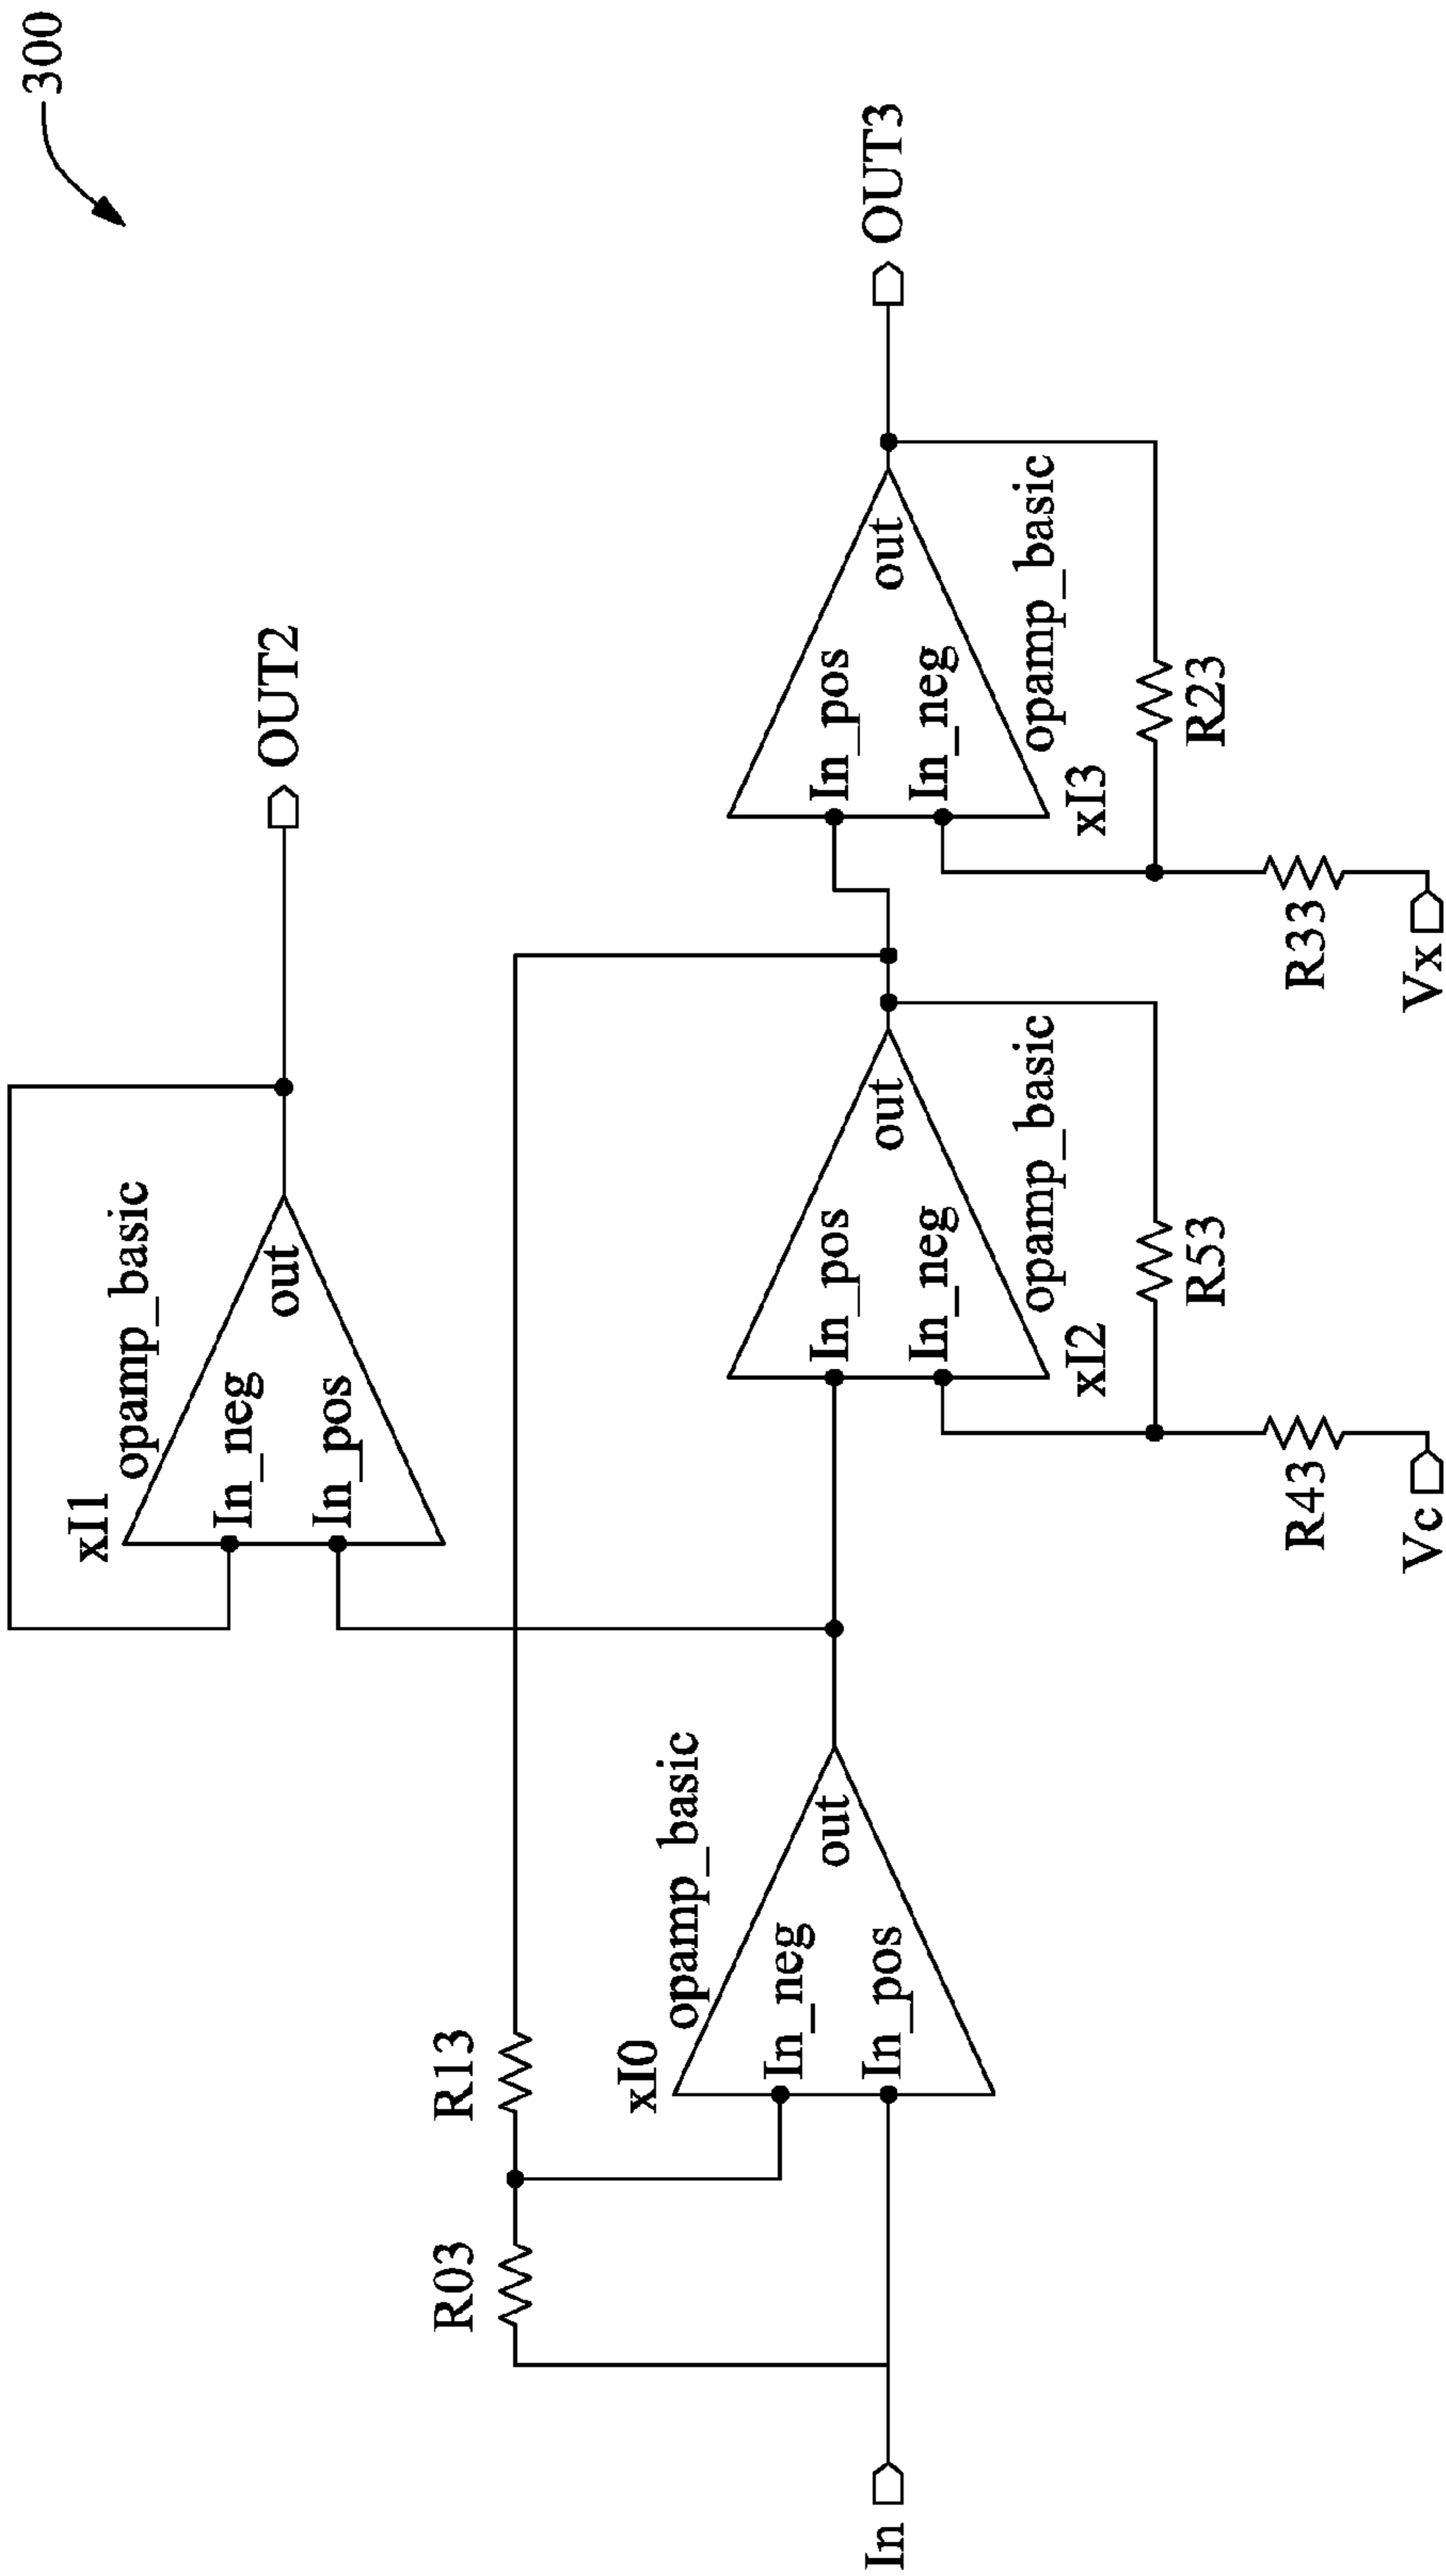 300
xI1
opamp_basic
In_neg
In_pos
out
OUT2
R03
R13
xI0
opamp_basic
In_neg
In_pos
out
In
In_pos
In_neg
out
opamp_basic
xI2
R53
R43
Vc
In_pos
In_neg
out
opamp_basic
xI3
R23
R33
Vx
OUT3